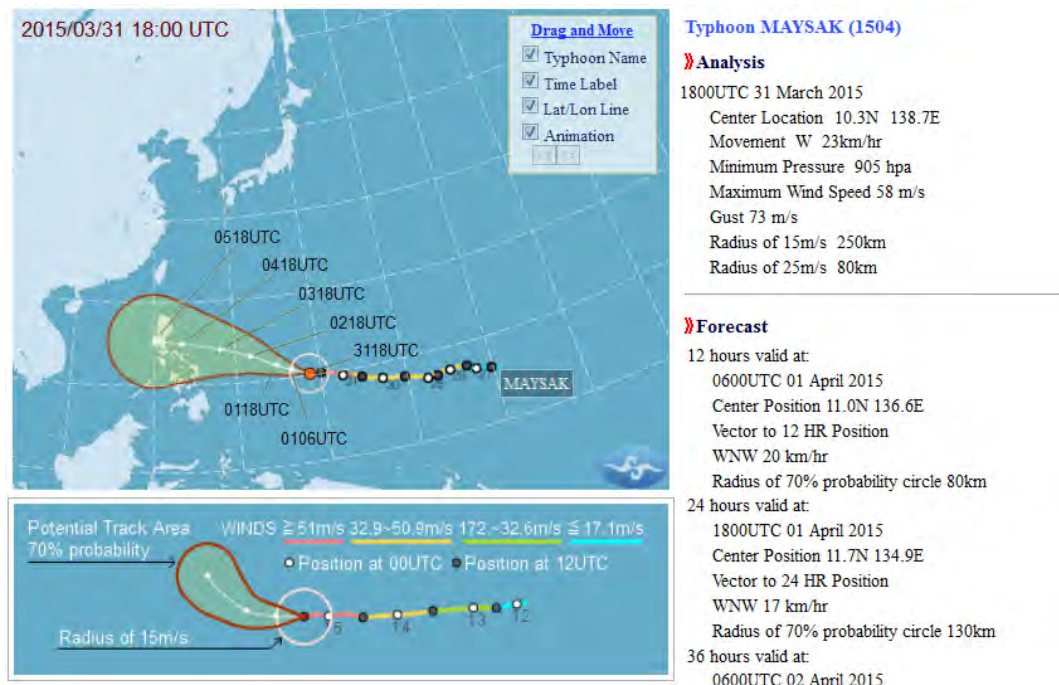 2015/03/31 18:00 UTC
Drag and Move
Typhoon Name
Time Label
Lat/Lon Line
Animation
0518UTC
0418UTC
0318UTC
0218UTC
3118UTC
MAYSAK
0118UTC
0106UTC
Potential Track Area
70% probability
WINDS ≧51m/s 32.9~50.9m/s 172.~32.6m/s ≦17.1m/s
Position at 00UTC Position at 12UTC
Radius of 15m/s
15 14 13 12
Typhoon MAYSAK (1504)
Analysis
1800UTC 31 March 2015
Center Location 10.3N 138.7E
Movement W 23km/hr
Minimum Pressure 905 hpa
Maximum Wind Speed 58 m/s
Gust 73 m/s
Radius of 15m/s 250km
Radius of 25m/s 80km
Forecast
12 hours valid at:
0600UTC 01 April 2015
Center Position 11.0N 136.6E
Vector to 12 HR Position
WNW 20 km/hr
Radius of 70% probability circle 80km
24 hours valid at:
1800UTC 01 April 2015
Center Position 11.7N 134.9E
Vector to 24 HR Position
WNW 17 km/hr
Radius of 70% probability circle 130km
36 hours valid at:
0600UTC 02 April 2015